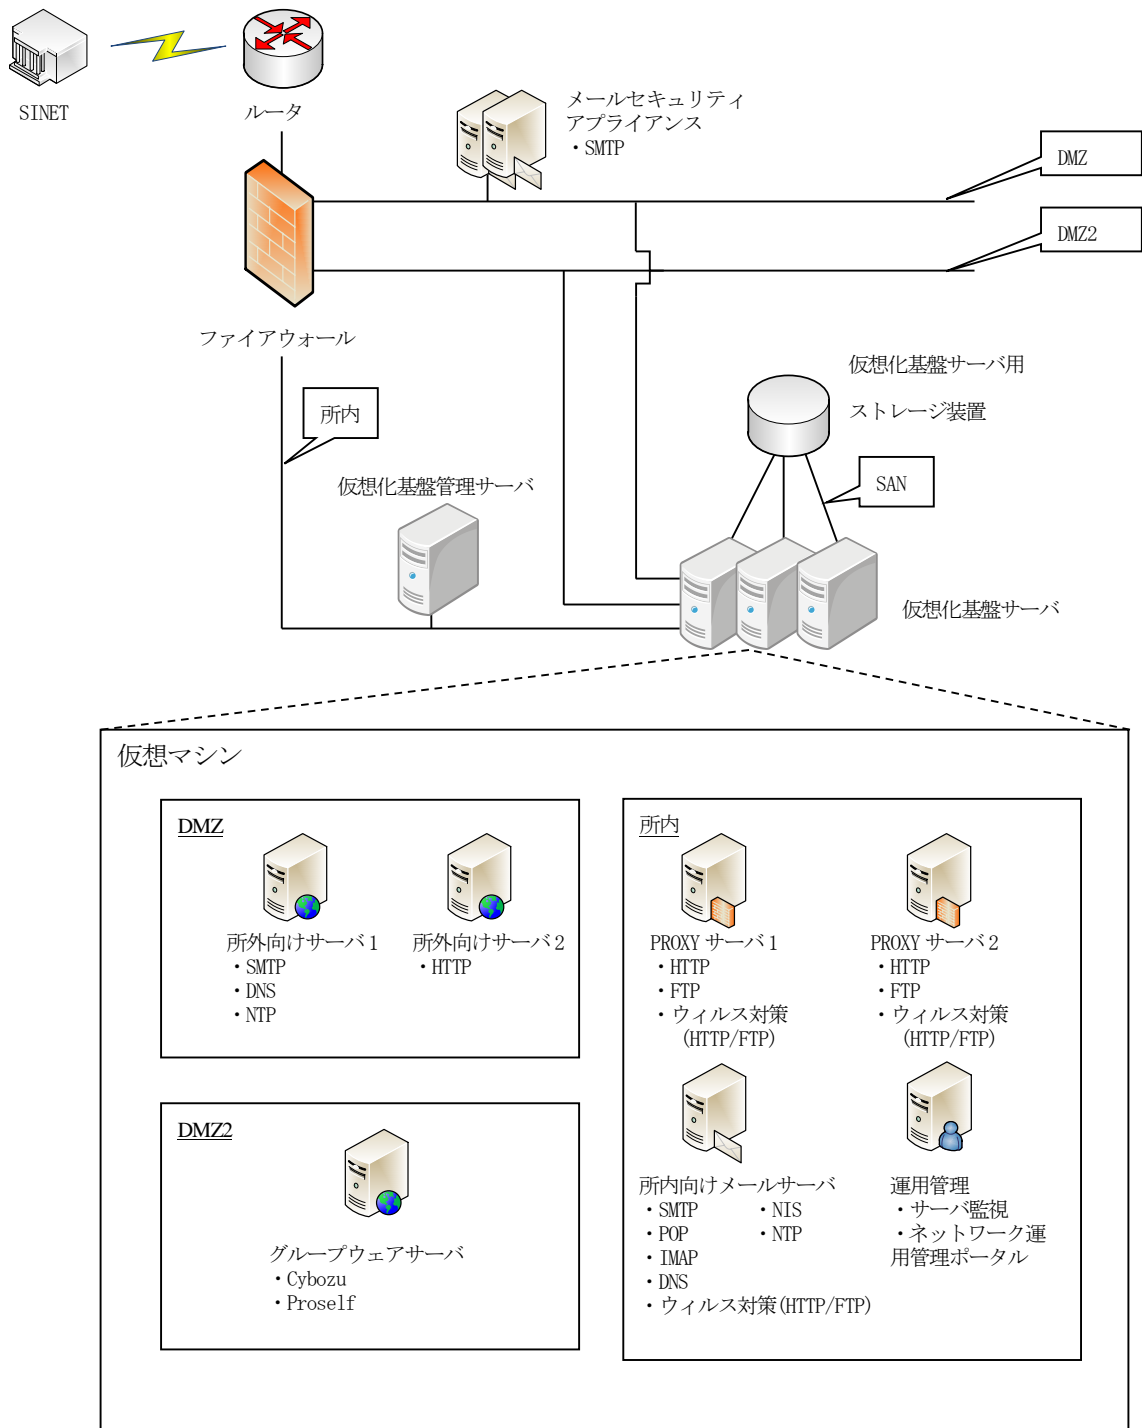 SINET
ルータ
メールセキュリティ
アプライアンス
・SMTP
DMZ
DMZ2
ファイアウォール
所内
仮想化基盤サーバ用
ストレージ装置
SAN
仮想化基盤管理サーバ
仮想化基盤サーバ
仮想マシン
DMZ
所外向けサーバ1
・SMTP
・DNS
・NTP
所外向けサーバ2
・HTTP
DMZ2
グループウェアサーバ
・Cybozu
・Proself
所内
PROXY サーバ1
・HTTP
・FTP
・ウィルス対策
(HTTP/FTP)
PROXY サーバ2
・HTTP
・FTP
・ウィルス対策
(HTTP/FTP)
所内向けメールサーバ
・SMTP ・NIS
・POP ・NTP
・IMAP
・DNS
・ウィルス対策(HTTP/FTP)
運用管理
・サーバ監視
・ネットワーク運
用管理ポータル